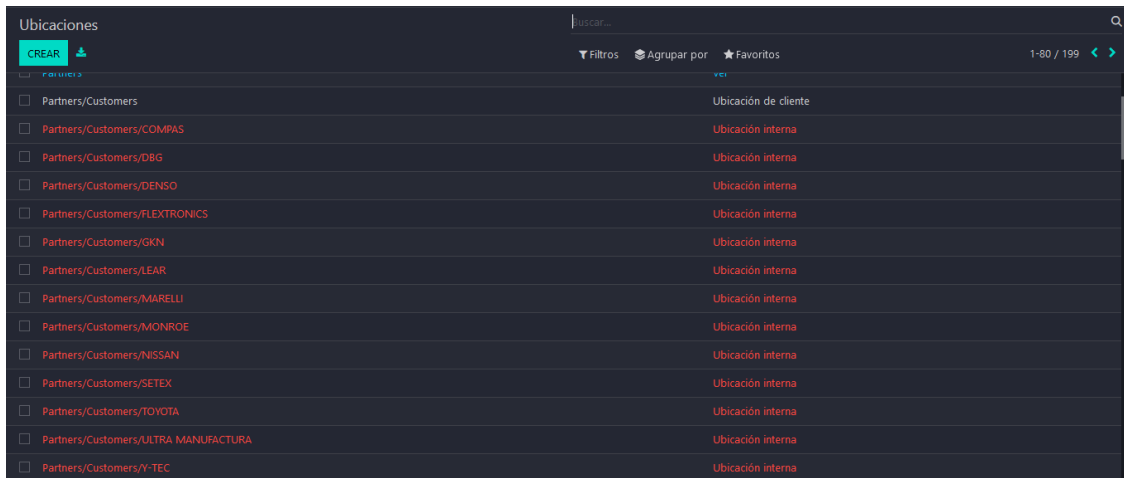 Ubicaciones
Buscar...
CREAR
Filtros Agrupar por Favoritos 1-80 / 199
Partners Ver
Partners/Customers Ubicación de cliente
Partners/Customers/COMPAS Ubicación interna
Partners/Customers/DBG Ubicación interna
Partners/Customers/DENSO Ubicación interna
Partners/Customers/FLEXTRONICS Ubicación interna
Partners/Customers/GKN Ubicación interna
Partners/Customers/LEAR Ubicación interna
Partners/Customers/MARELLI Ubicación interna
Partners/Customers/MONROE Ubicación interna
Partners/Customers/NISSAN Ubicación interna
Partners/Customers/SETEX Ubicación interna
Partners/Customers/TOYOTA Ubicación interna
Partners/Customers/ULTRA MANUFACTURA Ubicación interna
Partners/Customers/Y-TEC Ubicación interna